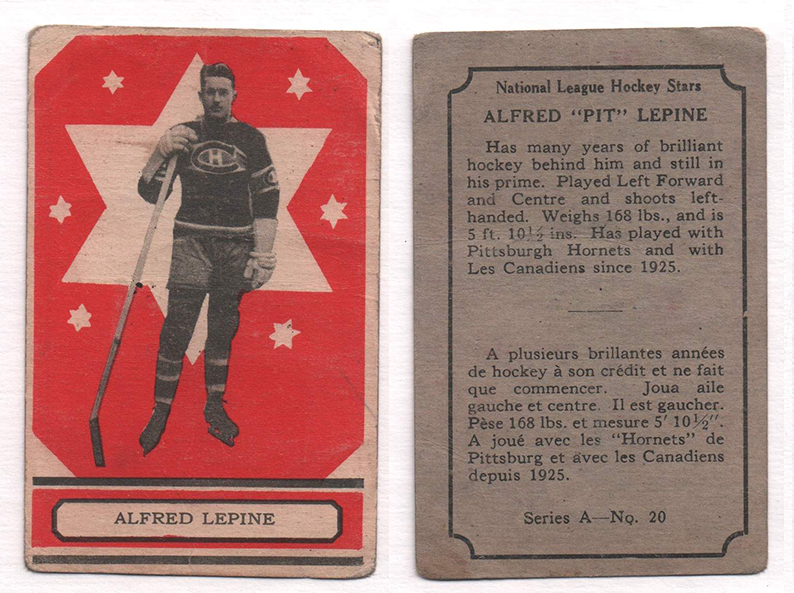 H
ALFRED LEPINE
National League Hockey Stars
ALFRED "PIT" LEPINE
Has many years of brilliant
hockey behind him and still in
his prime. Played Left Forward
and Centre and shoots left-
handed. Weighs 168 lbs., and is
5 ft. 10½ ins. Has played with
Pittsburgh Hornets and with
Les Canadiens since 1925.
A plusieurs brillantes années
de hockey à son crédit et ne fait
que commencer. Joua aile
gauche et centre. Il est gaucher.
Pèse 168 lbs. et mesure 5' 10½".
A joué avec les "Hornets" de
Pittsburg et avec les Canadiens
depuis 1925.
Series A—No. 20